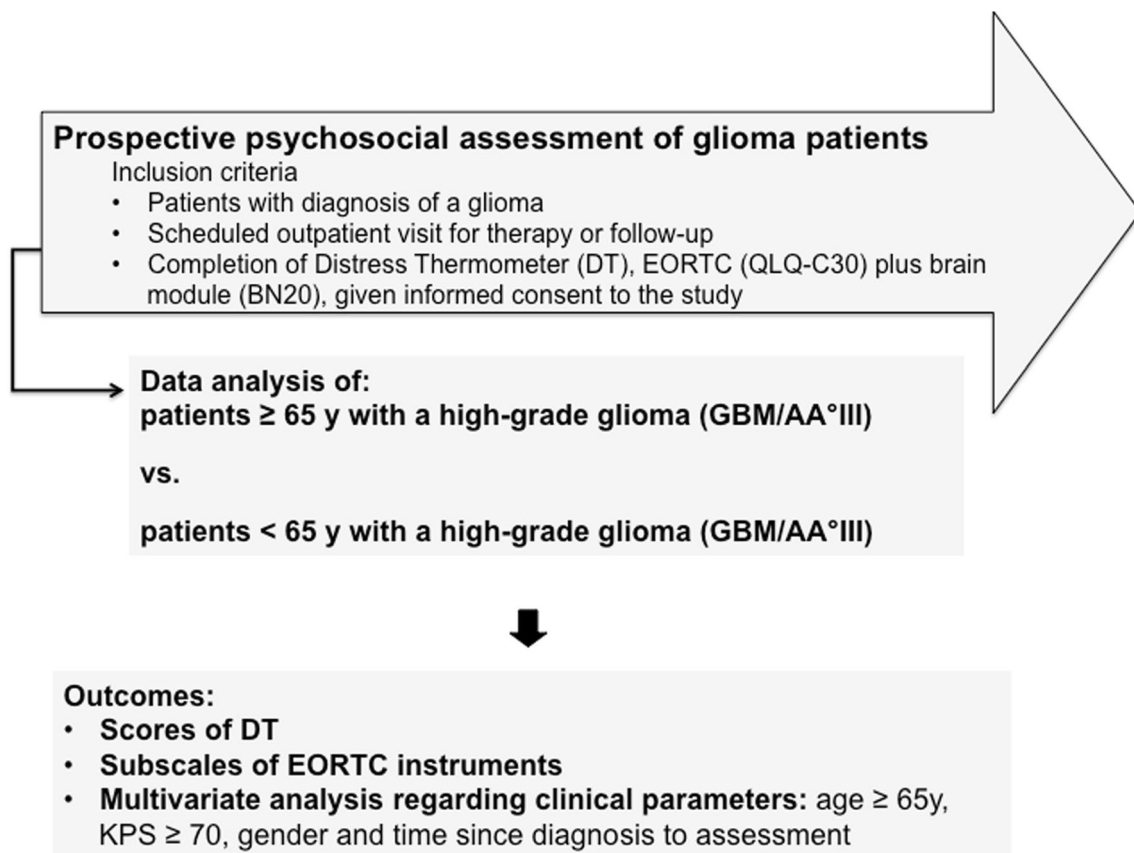 Prospective psychosocial assessment of glioma patients
Inclusion criteria
• Patients with diagnosis of a glioma
• Scheduled outpatient visit for therapy or follow-up
• Completion of Distress Thermometer (DT), EORTC (QLQ-C30) plus brain
module (BN20), given informed consent to the study
Data analysis of:
patients ≥ 65 y with a high-grade glioma (GBM/AA°III)
vs.
patients < 65 y with a high-grade glioma (GBM/AA°III)
Outcomes:
• Scores of DT
• Subscales of EORTC instruments
• Multivariate analysis regarding clinical parameters: age ≥ 65y,
KPS ≥ 70, gender and time since diagnosis to assessment